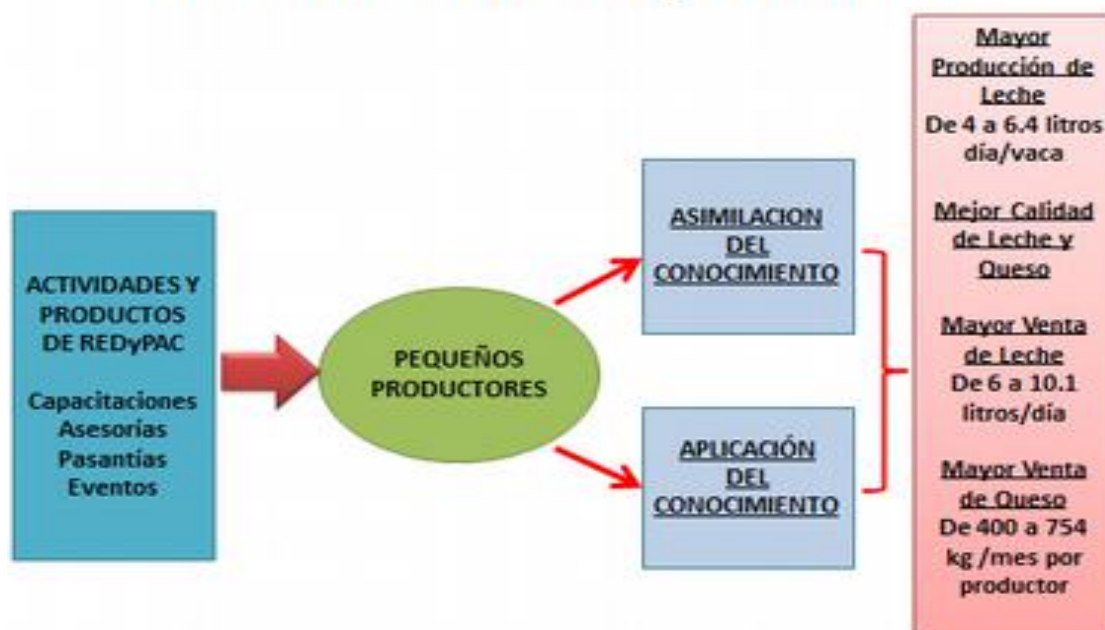 ACTIVIDADES Y
PRODUCTOS
DE REDyPAC
Capacitaciones
Asesorías
Pasantías
Eventos
PEQUEÑOS
PRODUCTORES
ASIMILACION
DEL
CONOCIMIENTO
APLICACIÓN
DEL
CONOCIMIENTO
Mayor
Producción de
Leche
De 4 a 6.4 litros
día/vaca
Mejor Calidad
de Leche y
Queso
Mayor Venta
de Leche
De 6 a 10.1
litros/día
Mayor Venta
de Queso
De 400 a 754
kg /mes por
productor